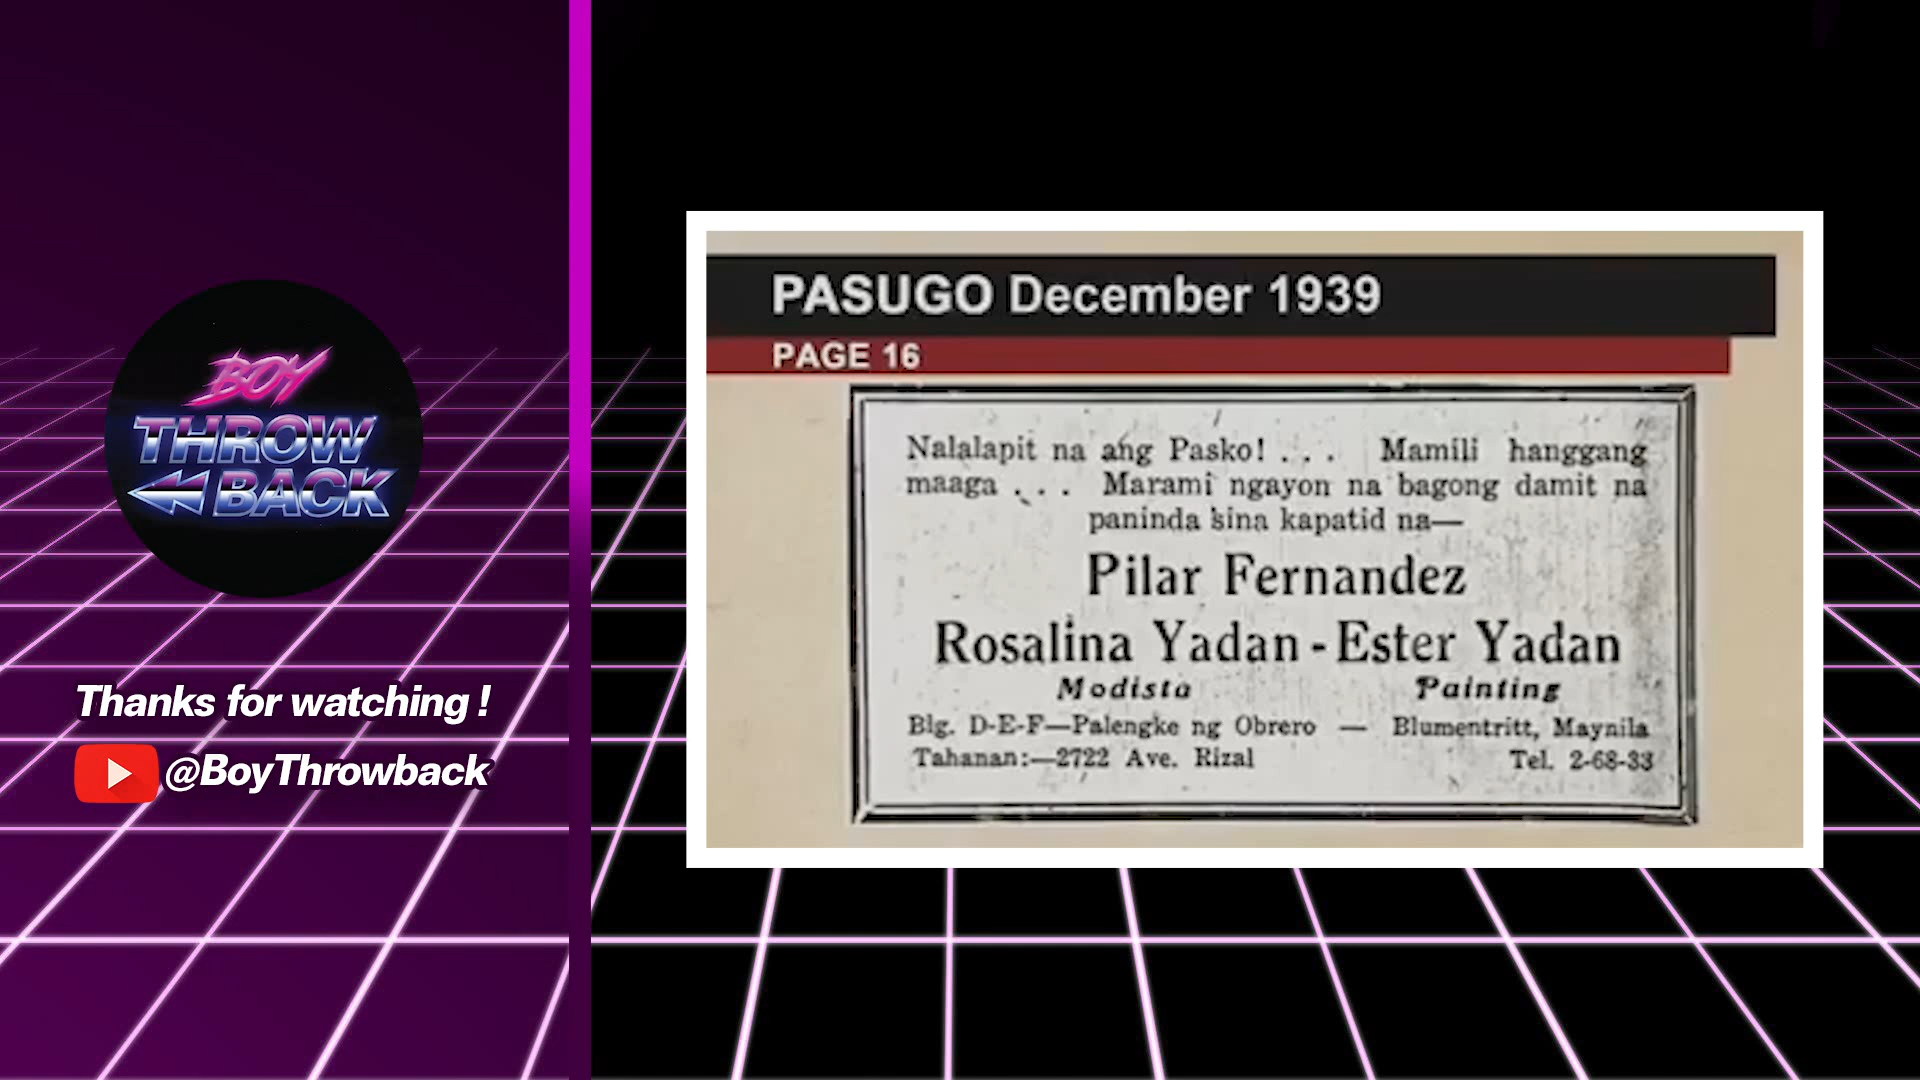 BOY
THROW
BACK
Thanks for watching !
@BoyThrowback
PASUGO December 1939
PAGE 16
Nalalapit na ang Pasko! . . . Mamili hanggang
maaga . . . Marami ngayon na bagong damit na
paninda sina kapatid na—
Pilar Fernandez
Rosalina Yadan - Ester Yadan
Modista Painting
Blg. D-E-F—Palengke ng Obrero — Blumentritt, Maynila
Tahanan:—2722 Ave. Rizal Tel. 2-68-33